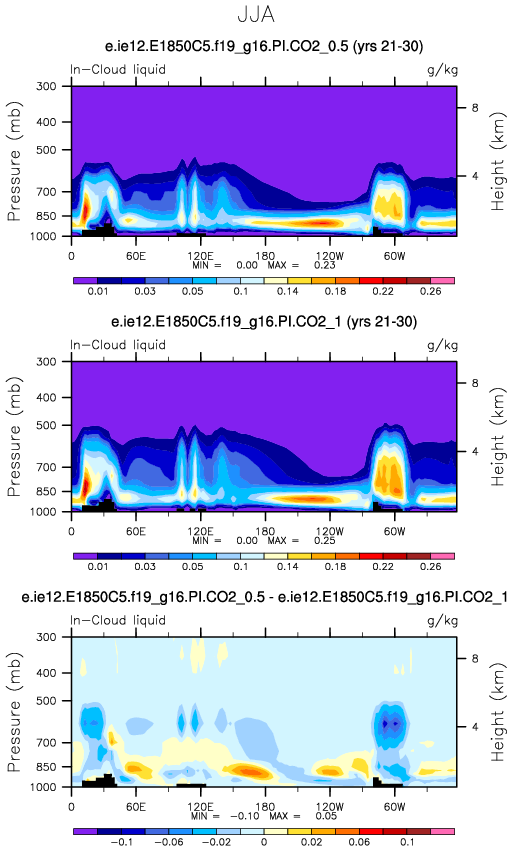 JJA
e.ie12.E1850C5.f19_g16.PI.CO2_0.5 (yrs 21-30)
In-Cloud liquid g/kg
Pressure (mb)
300
400
500
700
850
1000
Height (km)
8
4
0 60E 120E 180 120W 60W
MIN = 0.00 MAX = 0.23
0.01 0.03 0.05 0.1 0.14 0.18 0.22 0.26
e.ie12.E1850C5.f19_g16.PI.CO2_1 (yrs 21-30)
In-Cloud liquid g/kg
Pressure (mb)
300
400
500
700
850
1000
Height (km)
8
4
0 60E 120E 180 120W 60W
MIN = 0.00 MAX = 0.25
0.01 0.03 0.05 0.1 0.14 0.18 0.22 0.26
e.ie12.E1850C5.f19_g16.PI.CO2_0.5 - e.ie12.E1850C5.f19_g16.PI.CO2_1
In-Cloud liquid g/kg
Pressure (mb)
300
400
500
700
850
1000
Height (km)
8
4
0 60E 120E 180 120W 60W
MIN = -0.10 MAX = 0.05
-0.1 -0.06 -0.02 0 0.02 0.06 0.1